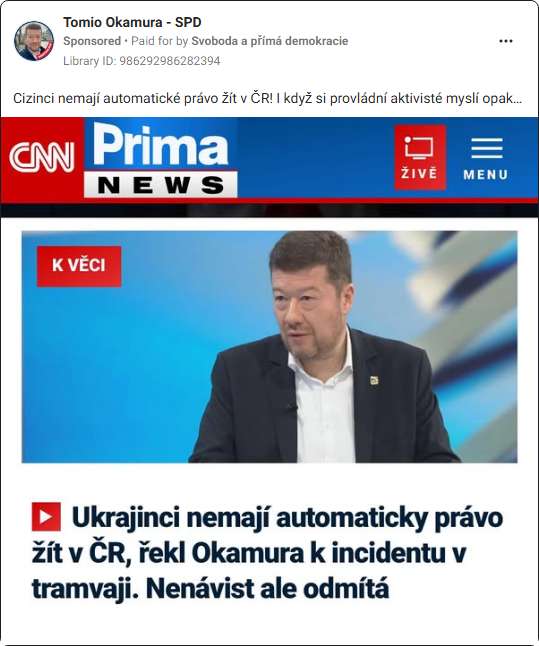 Tomio Okamura - SPD
Sponsored • Paid for by Svoboda a přímá demokracie
Library ID: 986292986282394
Cizinci nemají automatické právo žít v ČR! I když si provládní aktivisté myslí opak...
CNN Prima NEWS
ŽIVĚ
MENU
K VĚCI
Ukrajinci nemají automaticky právo
žít v ČR, řekl Okamura k incidentu v
tramvaji. Nenávist ale odmítá